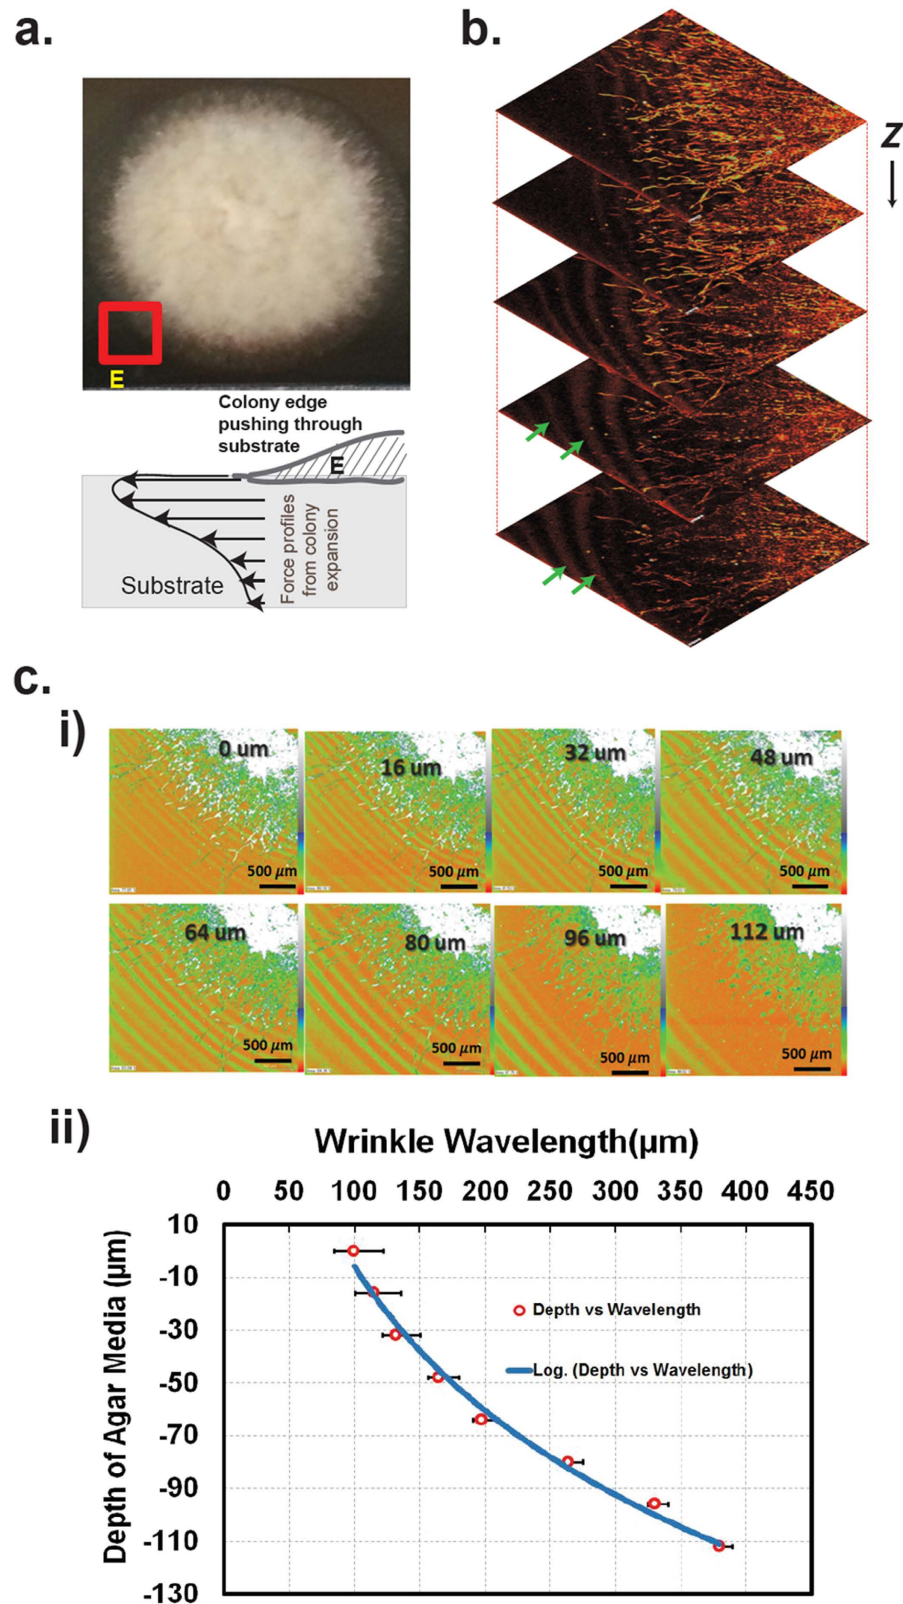 a.
b.
E
Z
Colony edge
pushing through
substrate
E
Substrate
Force profiles
from colony
expansion
c.
i)
0 um
500 μm
16 um
500 μm
32 um
500 μm
48 um
500 μm
64 um
500 μm
80 um
500 μm
96 um
500 μm
112 um
500 μm
ii)
Wrinkle Wavelength(μm)
0 50 100 150 200 250 300 350 400 450
Depth of Agar Media (μm)
10
-10
-30
-50
-70
-90
-110
-130
Depth vs Wavelength
Log. (Depth vs Wavelength)